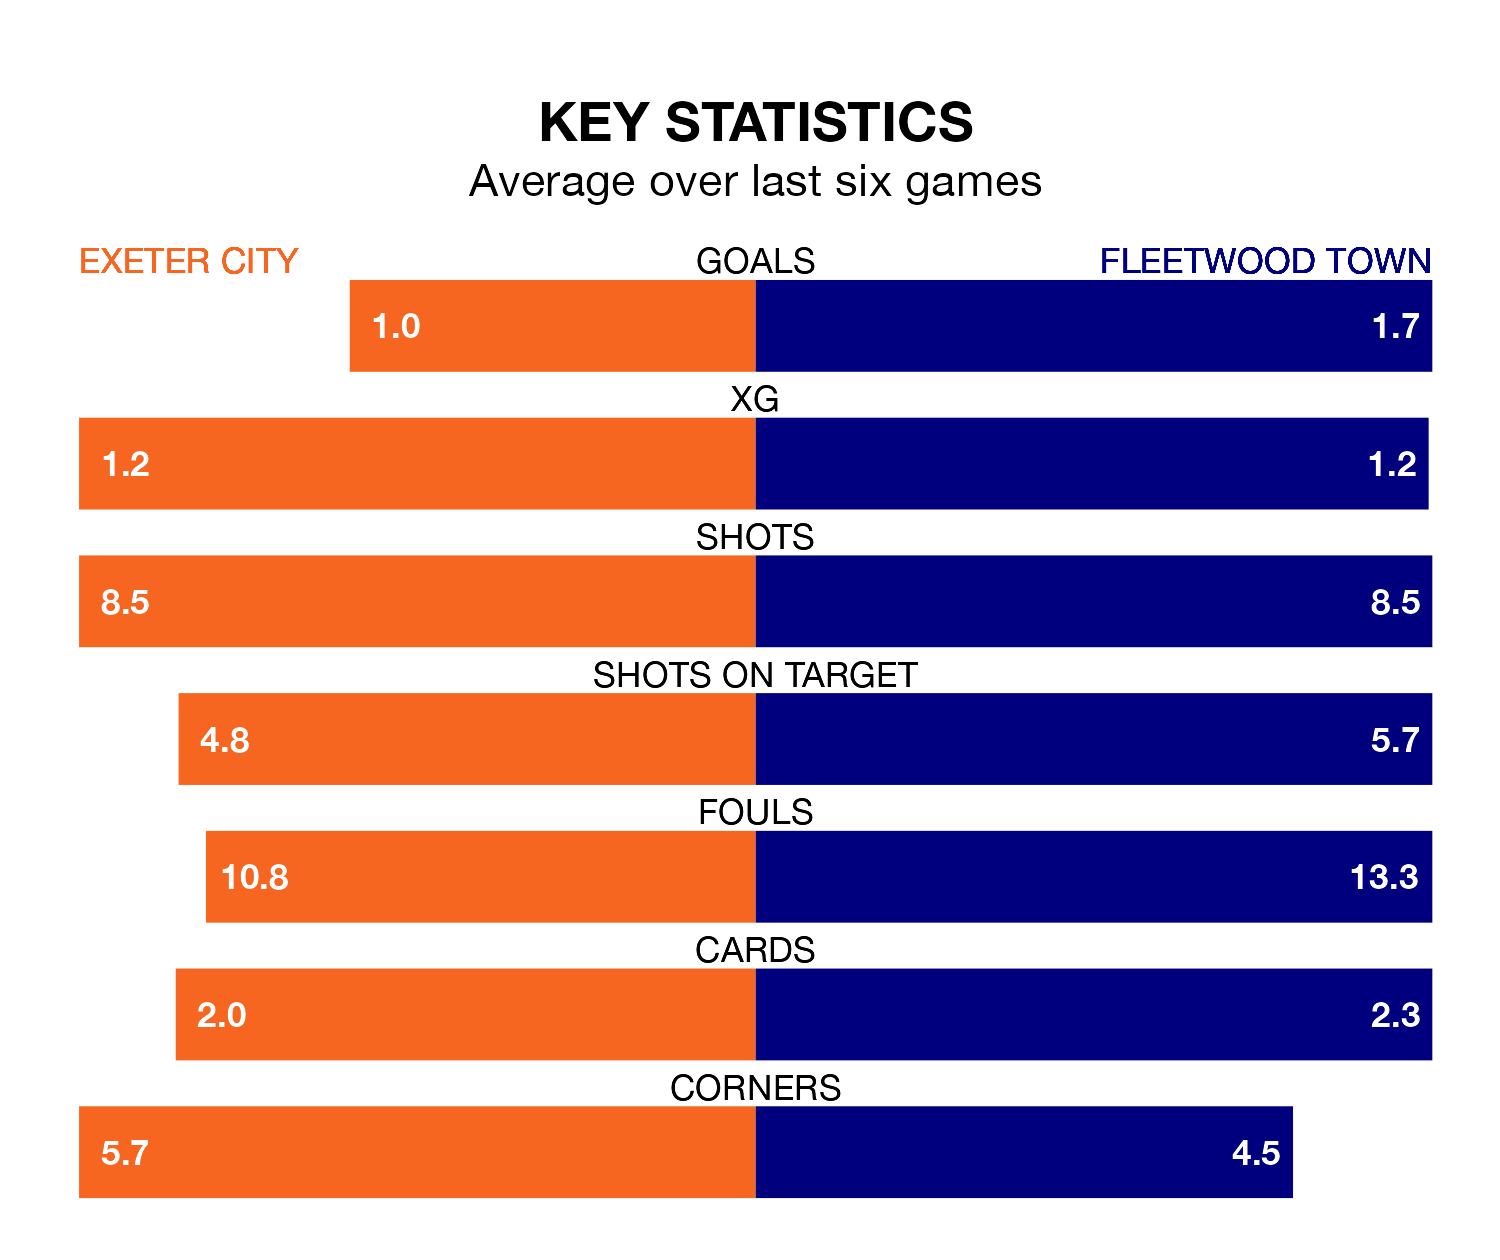 KEY STATISTICS
Average over last six games
EXETER CITY GOALS FLEETWOOD TOWN
1.0 1.7
XG
1.2 1.2
SHOTS
8.5 8.5
SHOTS ON TARGET
4.8 5.7
FOULS
10.8 13.3
CARDS
2.0 2.3
CORNERS
5.7 4.5